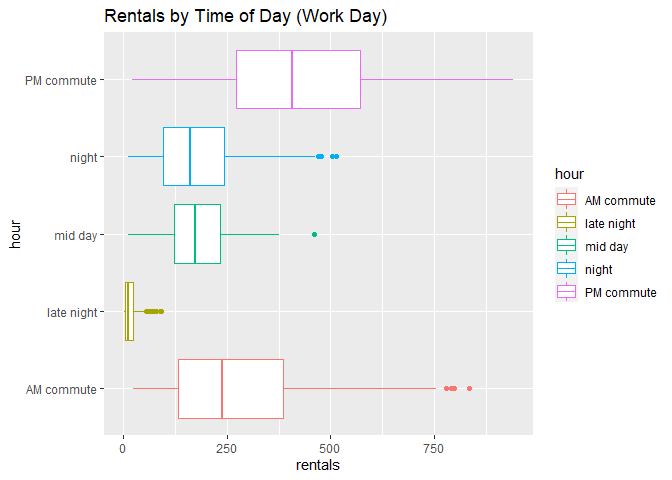 Rentals by Time of Day (Work Day)
PM commute
night
mid day
late night
AM commute
hour
0
250
500
750
rentals
hour
AM commute
late night
mid day
night
PM commute